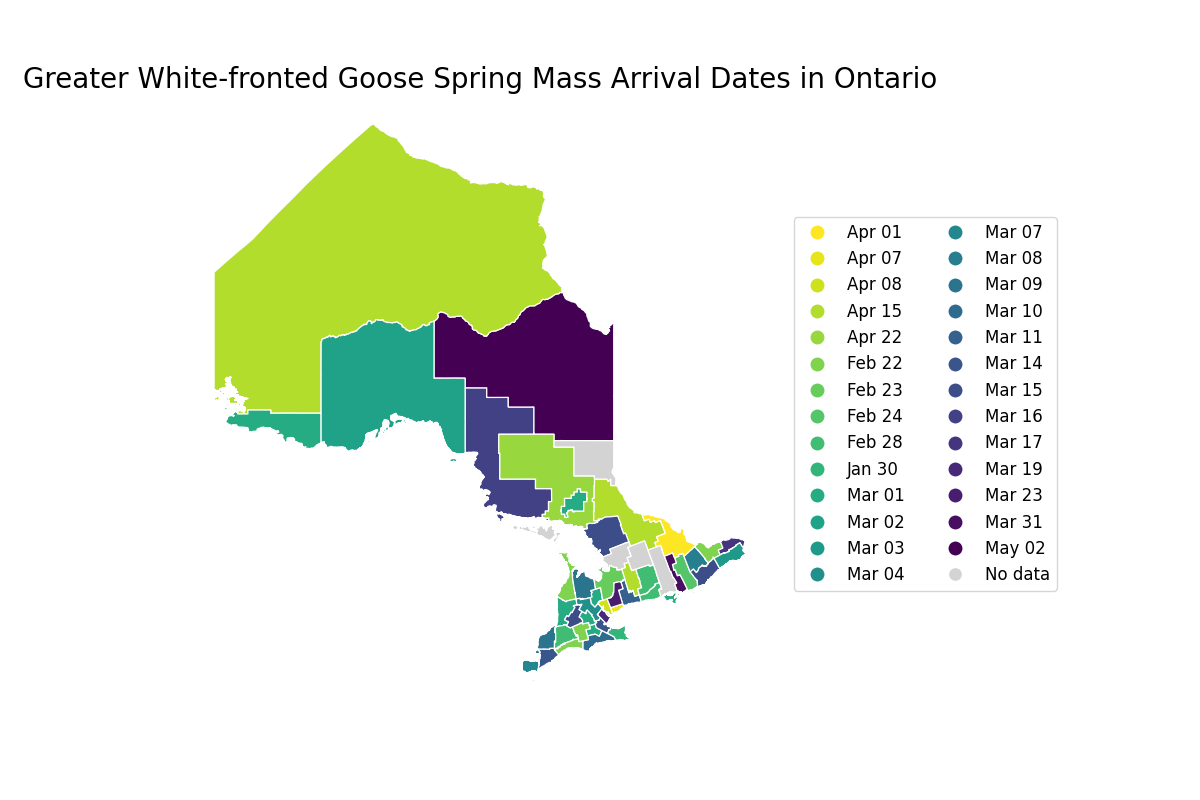 Greater White-fronted Goose Spring Mass Arrival Dates in Ontario
Apr 01
Apr 07
Apr 08
Apr 15
Apr 22
Feb 22
Feb 23
Feb 24
Feb 28
Jan 30
Mar 01
Mar 02
Mar 03
Mar 04
Mar 07
Mar 08
Mar 09
Mar 10
Mar 11
Mar 14
Mar 15
Mar 16
Mar 17
Mar 19
Mar 23
Mar 31
May 02
No data